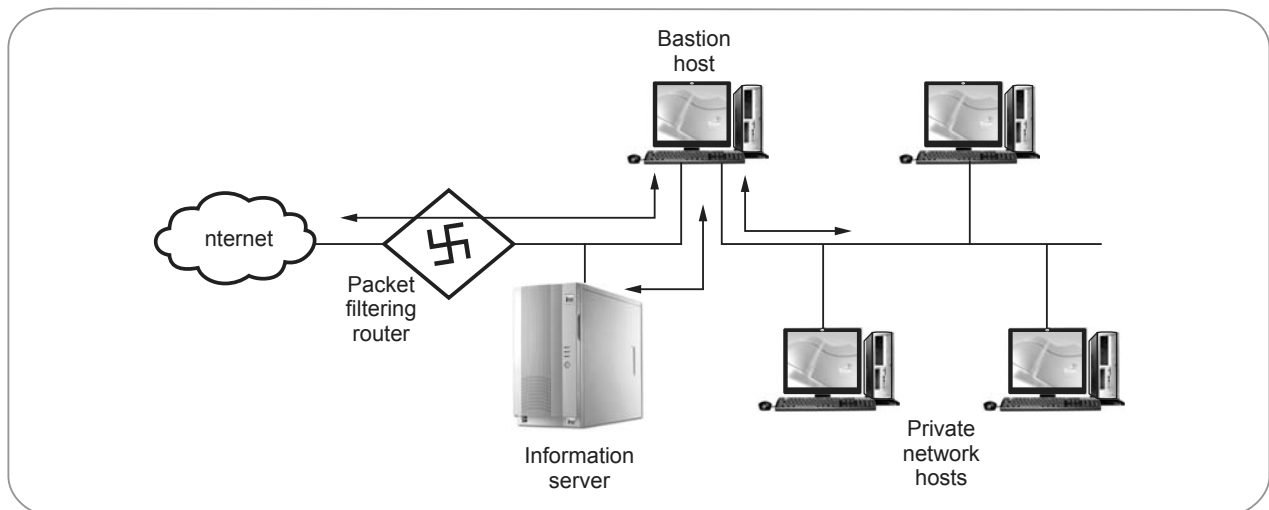 Bastion
host
nternet
Packet
filtering
router
Information
server
Private
network
hosts